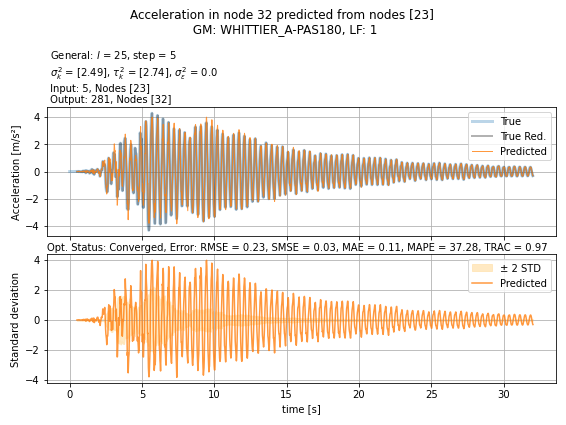 Acceleration in node 32 predicted from nodes [23]
GM: WHITTIER_A-PAS180, LF: 1
General: l = 25, step = 5
σ²ₖ = [2.49], τ²ₖ = [2.74], σ²ₑ = 0.0
Input: 5, Nodes [23]
Output: 281, Nodes [32]
Acceleration [m/s²]
4
2
0
−2
−4
True
True Red.
Predicted
Opt. Status: Converged, Error: RMSE = 0.23, SMSE = 0.03, MAE = 0.11, MAPE = 37.28, TRAC = 0.97
Standard deviation
4
2
0
−2
−4
± 2 STD
Predicted
0 5 10 15 20 25 30
time [s]